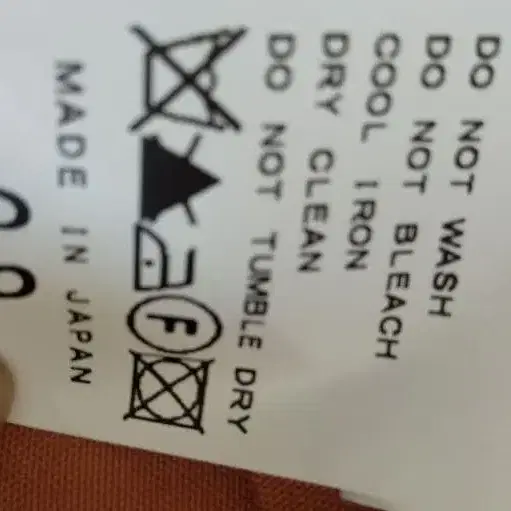 DO NOT WASH
DO NOT BLEACH
COOL IRON
DRY CLEAN
DO NOT TUMBLE DRY
F
MADE IN JAPAN